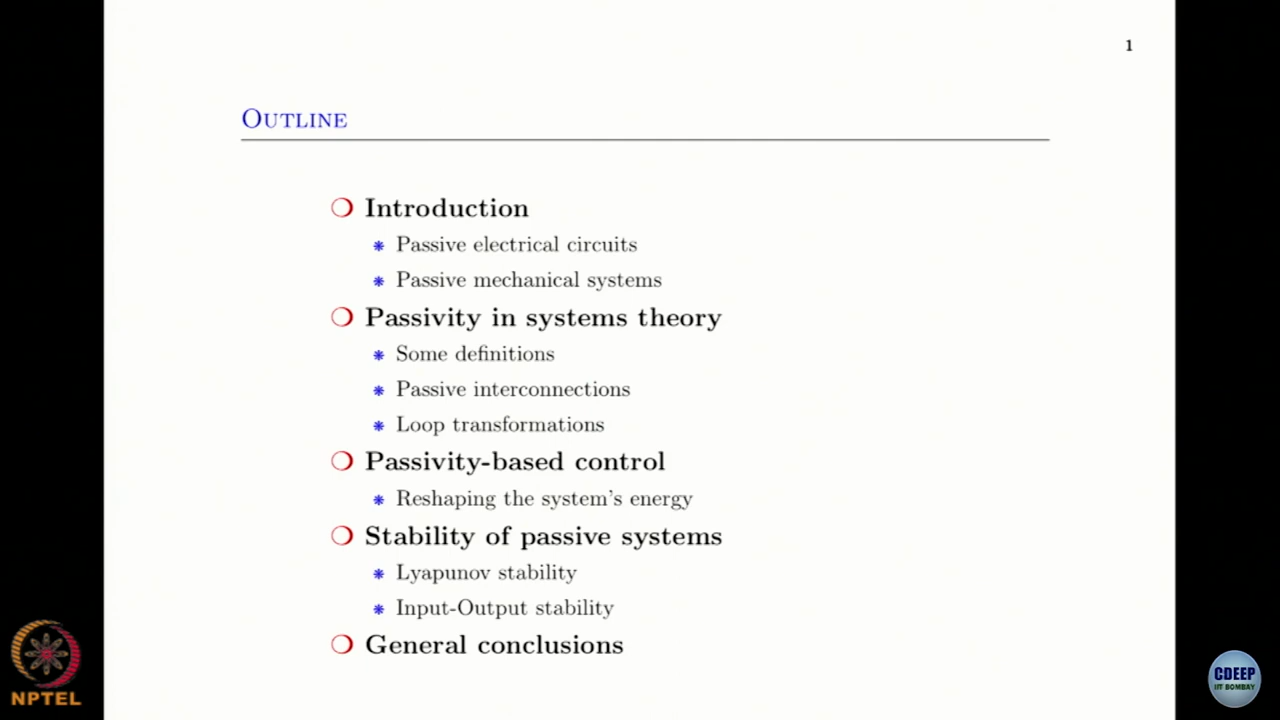 1
OUTLINE
Introduction
Passive electrical circuits
Passive mechanical systems
Passivity in systems theory
Some definitions
Passive interconnections
Loop transformations
Passivity-based control
Reshaping the system's energy
Stability of passive systems
Lyapunov stability
Input-Output stability
General conclusions
NPTEL
CDEEP
IIT BOMBAY